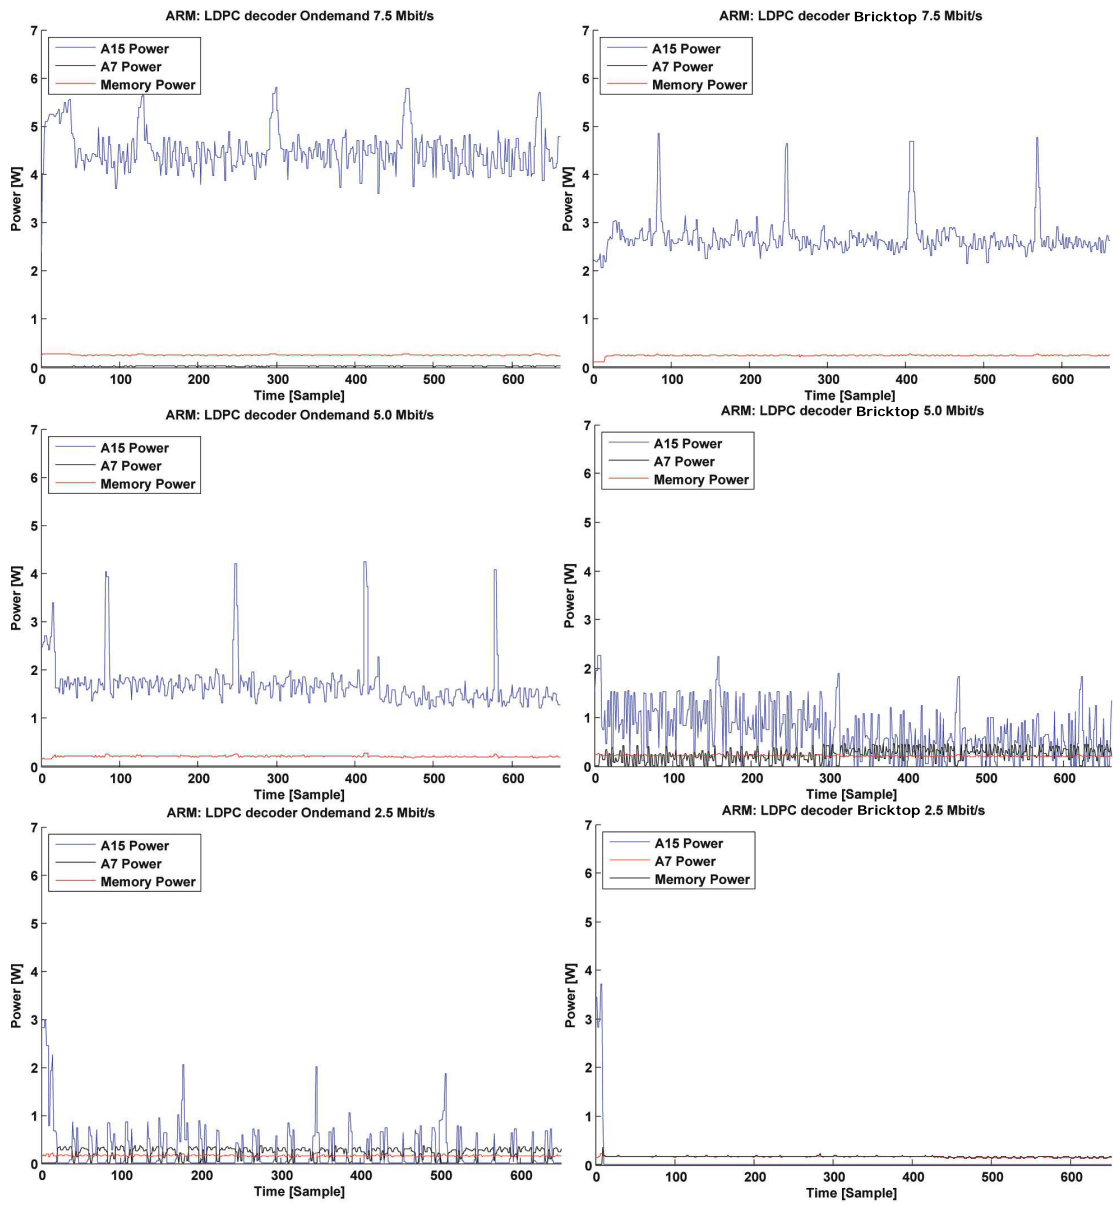 ARM: LDPC decoder Ondemand 7.5 Mbit/s
7
6
5
4
3
2
1
0
Power [W]
A15 Power
A7 Power
Memory Power
0 100 200 300 400 500 600
Time [Sample]
ARM: LDPC decoder Bricktop 7.5 Mbit/s
7
6
5
4
3
2
1
0
Power [W]
A15 Power
A7 Power
Memory Power
0 100 200 300 400 500 600
Time [Sample]
ARM: LDPC decoder Ondemand 5.0 Mbit/s
7
6
5
4
3
2
1
0
Power [W]
A15 Power
A7 Power
Memory Power
0 100 200 300 400 500 600
Time [Sample]
ARM: LDPC decoder Bricktop 5.0 Mbit/s
7
6
5
4
3
2
1
0
Power [W]
A15 Power
A7 Power
Memory Power
0 100 200 300 400 500 600
Time [Sample]
ARM: LDPC decoder Ondemand 2.5 Mbit/s
7
6
5
4
3
2
1
0
Power [W]
A15 Power
A7 Power
Memory Power
0 100 200 300 400 500 600
Time [Sample]
ARM: LDPC decoder Bricktop 2.5 Mbit/s
7
6
5
4
3
2
1
0
Power [W]
A15 Power
A7 Power
Memory Power
0 100 200 300 400 500 600
Time [Sample]